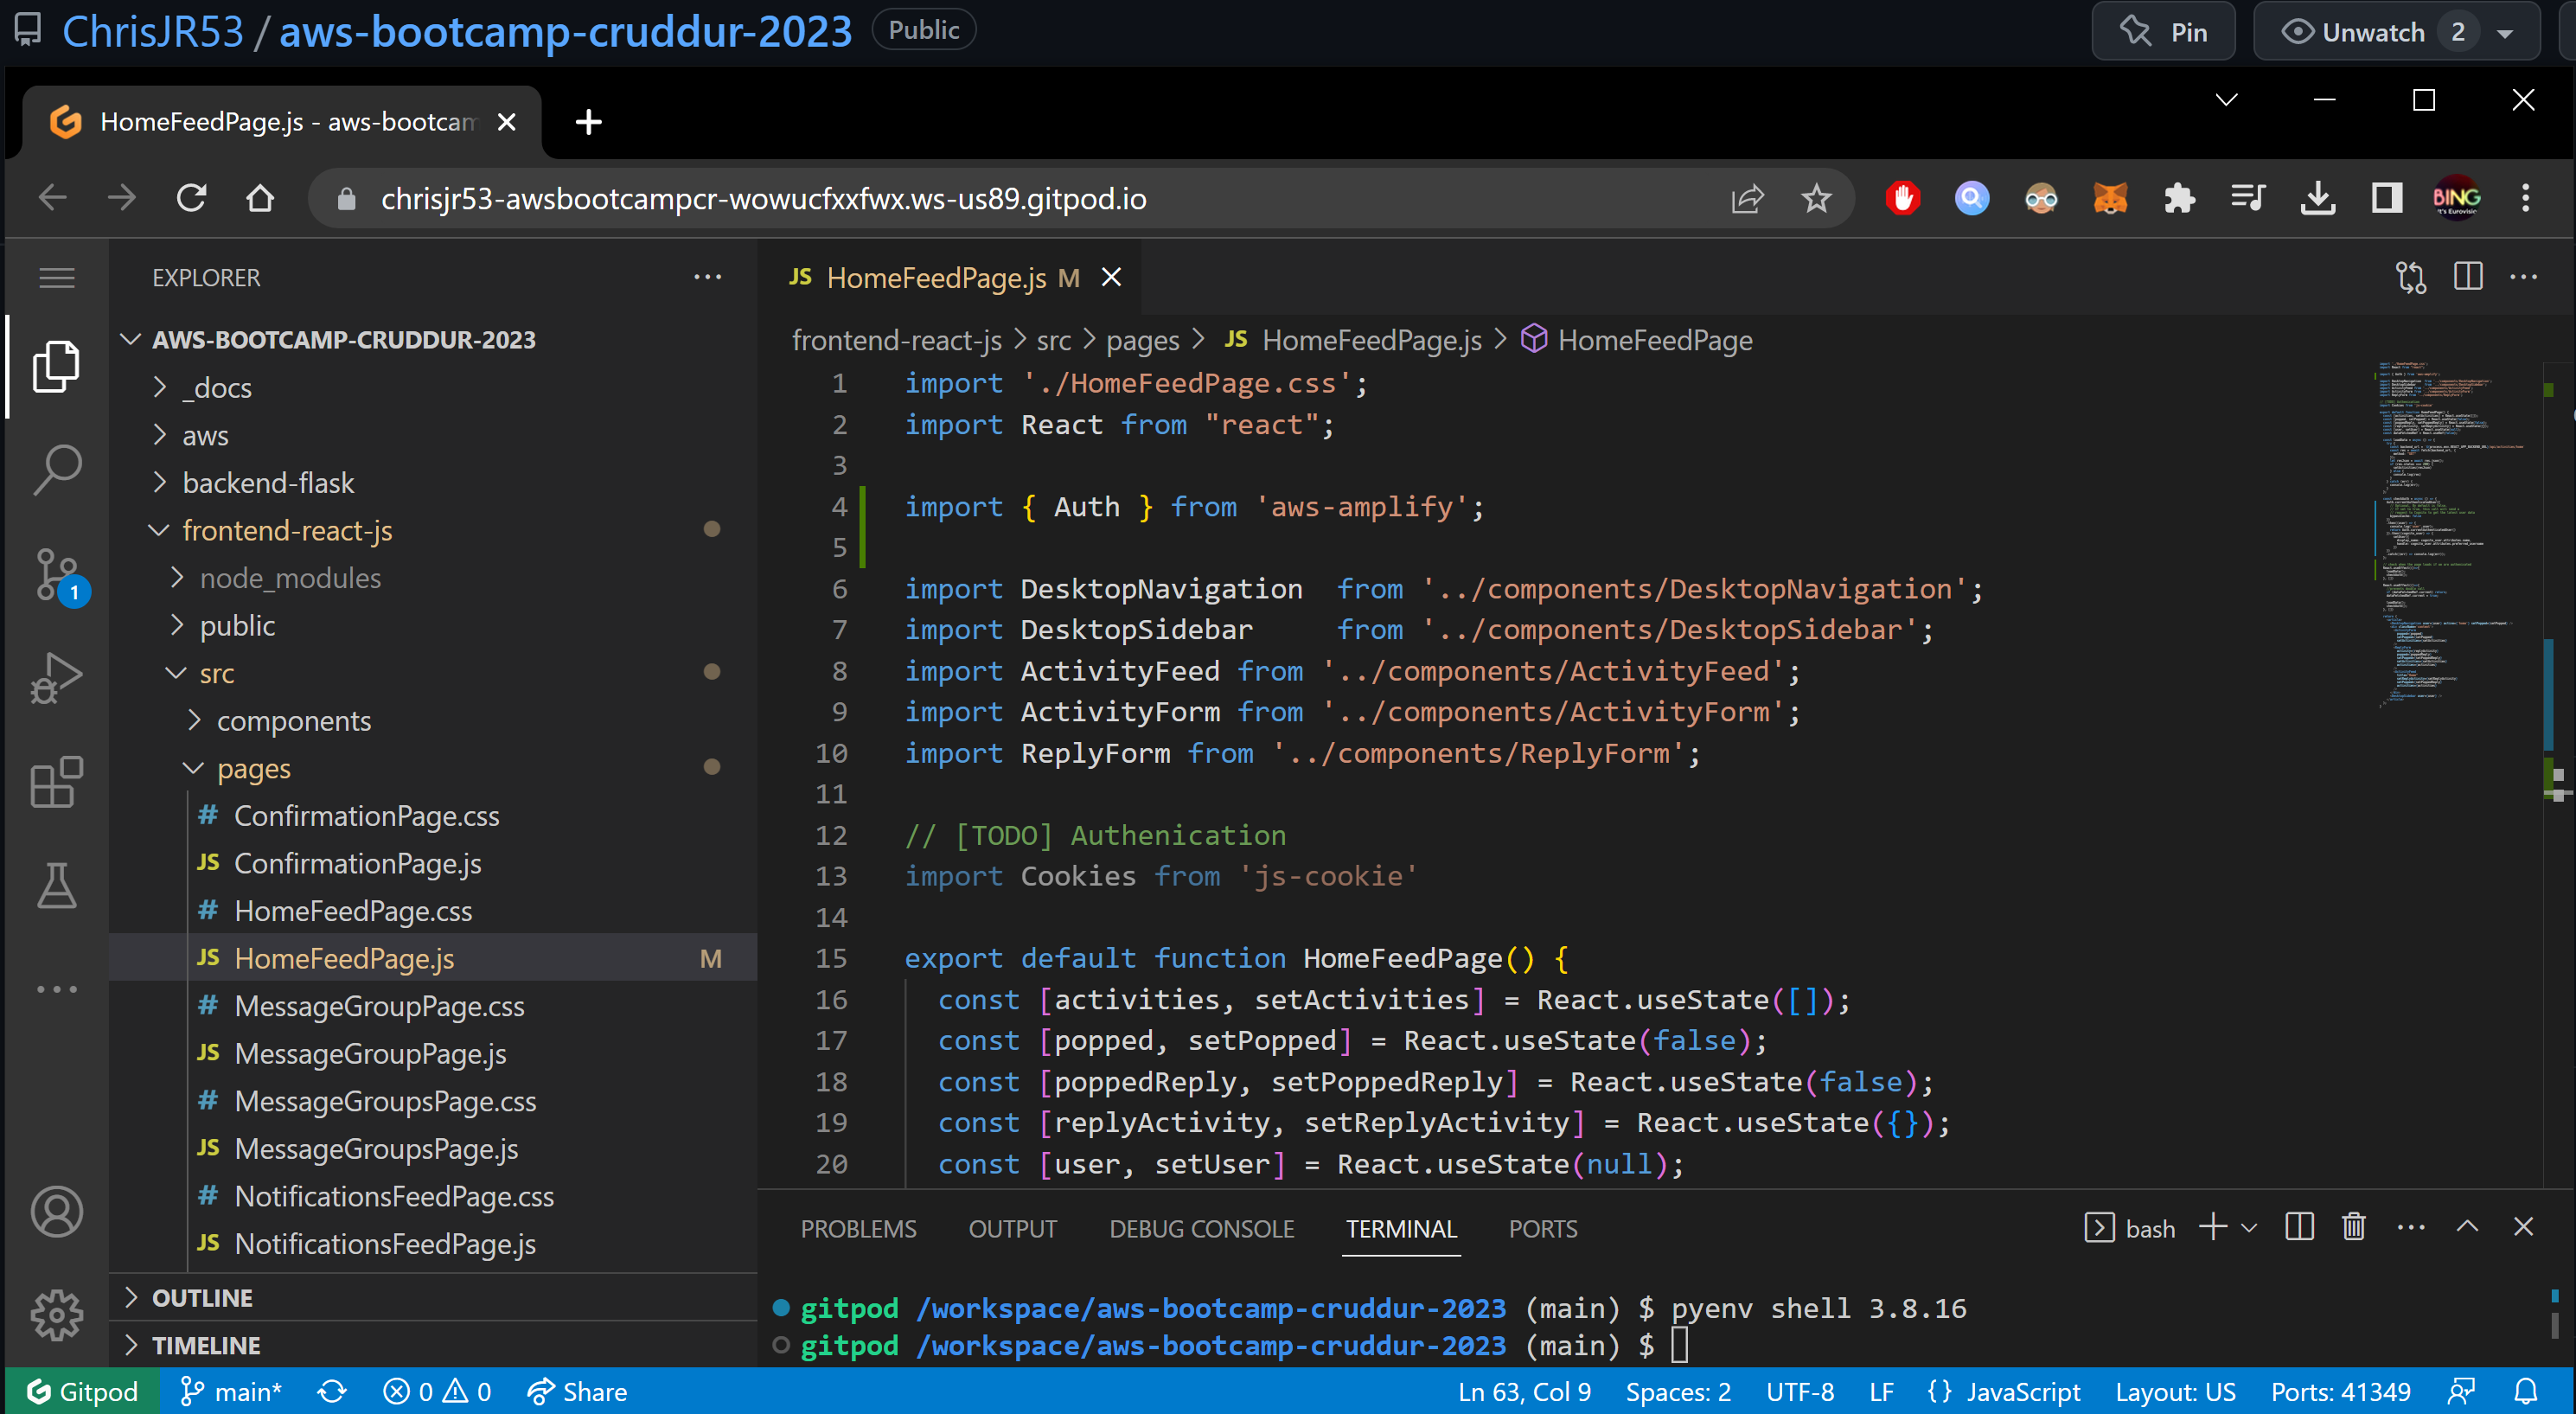 ChrisJR53 / aws-bootcamp-cruddur-2023 Public Pin Unwatch 2
HomeFeedPage.js - aws-bootcam
chrisjr53-awsbootcampcr-wowucfxxfwx.ws-us89.gitpod.io
BING
EXPLORER
AWS-BOOTCAMP-CRUDDUR-2023
_docs
aws
backend-flask
frontend-react-js
node_modules
1
public
src
components
pages
# ConfirmationPage.css
JS ConfirmationPage.js
# HomeFeedPage.css
JS HomeFeedPage.js M
# MessageGroupPage.css
JS MessageGroupPage.js
# MessageGroupsPage.css
JS MessageGroupsPage.js
# NotificationsFeedPage.css
JS NotificationsFeedPage.js
OUTLINE
TIMELINE
JS HomeFeedPage.js M
frontend-react-js > src > pages > JS HomeFeedPage.js > HomeFeedPage
1 import './HomeFeedPage.css';
2 import React from "react";
3
4 import { Auth } from 'aws-amplify';
5
6 import DesktopNavigation  from '../components/DesktopNavigation';
7 import DesktopSidebar     from '../components/DesktopSidebar';
8 import ActivityFeed from '../components/ActivityFeed';
9 import ActivityForm from '../components/ActivityForm';
10 import ReplyForm from '../components/ReplyForm';
11
12 // [TODO] Authenication
13 import Cookies from 'js-cookie'
14
15 export default function HomeFeedPage() {
16   const [activities, setActivities] = React.useState([]);
17   const [popped, setPopped] = React.useState(false);
18   const [poppedReply, setPoppedReply] = React.useState(false);
19   const [replyActivity, setReplyActivity] = React.useState({});
20   const [user, setUser] = React.useState(null);
PROBLEMS OUTPUT DEBUG CONSOLE TERMINAL PORTS bash
gitpod /workspace/aws-bootcamp-cruddur-2023 (main) $ pyenv shell 3.8.16
gitpod /workspace/aws-bootcamp-cruddur-2023 (main) $
Gitpod main* 0 0 Share Ln 63, Col 9 Spaces: 2 UTF-8 LF {} JavaScript Layout: US Ports: 41349